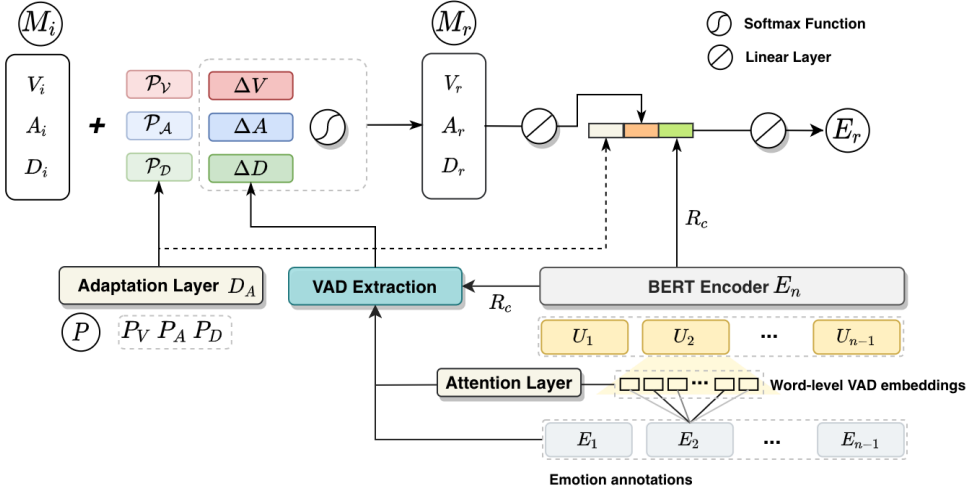 M_i
M_r
Softmax Function
Linear Layer
V_i
A_i
D_i
+
P_V
P_A
P_D
ΔV
ΔA
ΔD
V_r
A_r
D_r
E_r
R_c
Adaptation Layer D_A
VAD Extraction
R_c
BERT Encoder E_n
P
P_V P_A P_D
U_1
U_2
...
U_{n-1}
Attention Layer
...
Word-level VAD embeddings
E_1
E_2
...
E_{n-1}
Emotion annotations